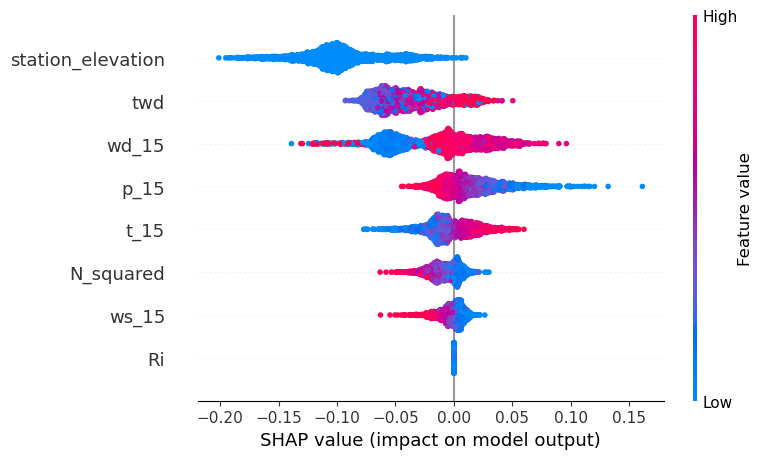 High
station_elevation
twd
wd_15
p_15
t_15
N_squared
ws_15
Ri
Feature value
Low
−0.20 −0.15 −0.10 −0.05 0.00 0.05 0.10 0.15
SHAP value (impact on model output)